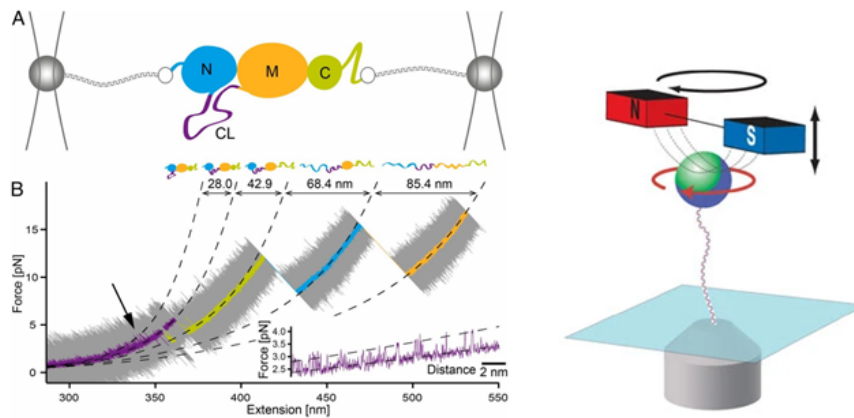 A
N
M
C
CL
B
28.0
42.9
68.4 nm
85.4 nm
Force [pN]
15
10
5
0
Force [pN]
4.0
3.5
3.0
2.5
Distance
2 nm
300
350
400
450
500
550
Extension [nm]
N
S